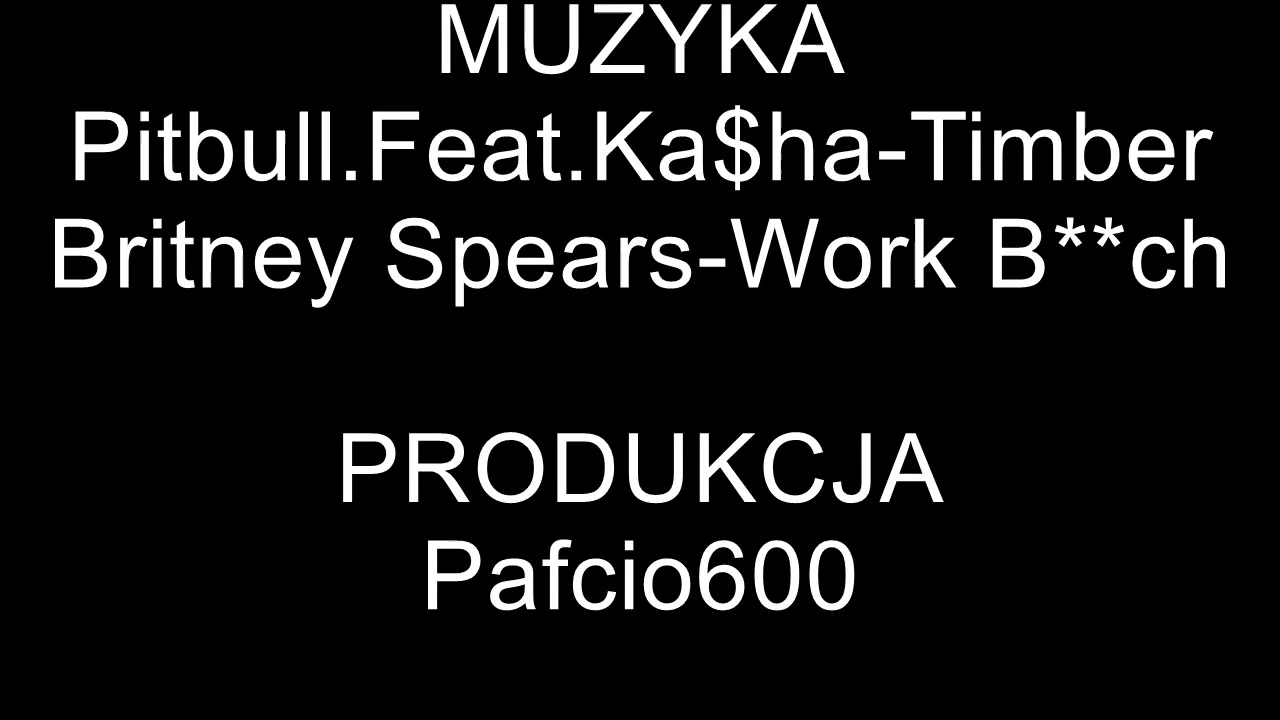 MUZYKA
Pitbull.Feat.Ka$ha-Timber
Britney Spears-Work B**ch
PRODUKCJA
Pafcio600